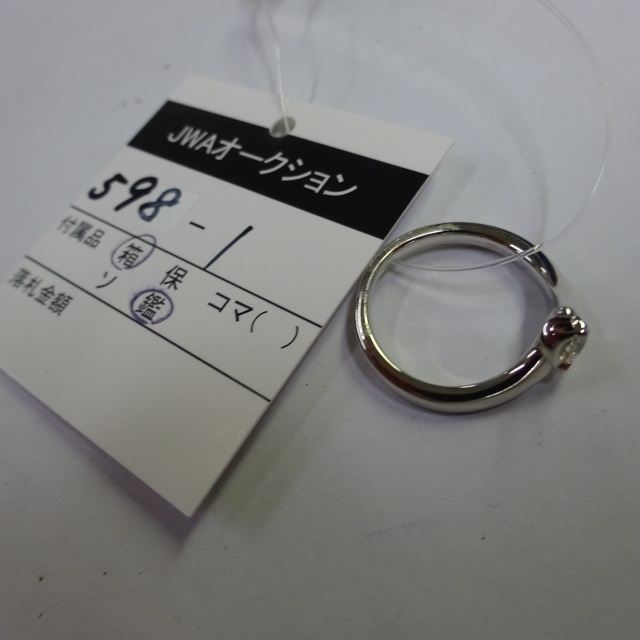 JWAオークション
598-1
付属品 箱 保 コマ( )
ソ 鑑
落札金額